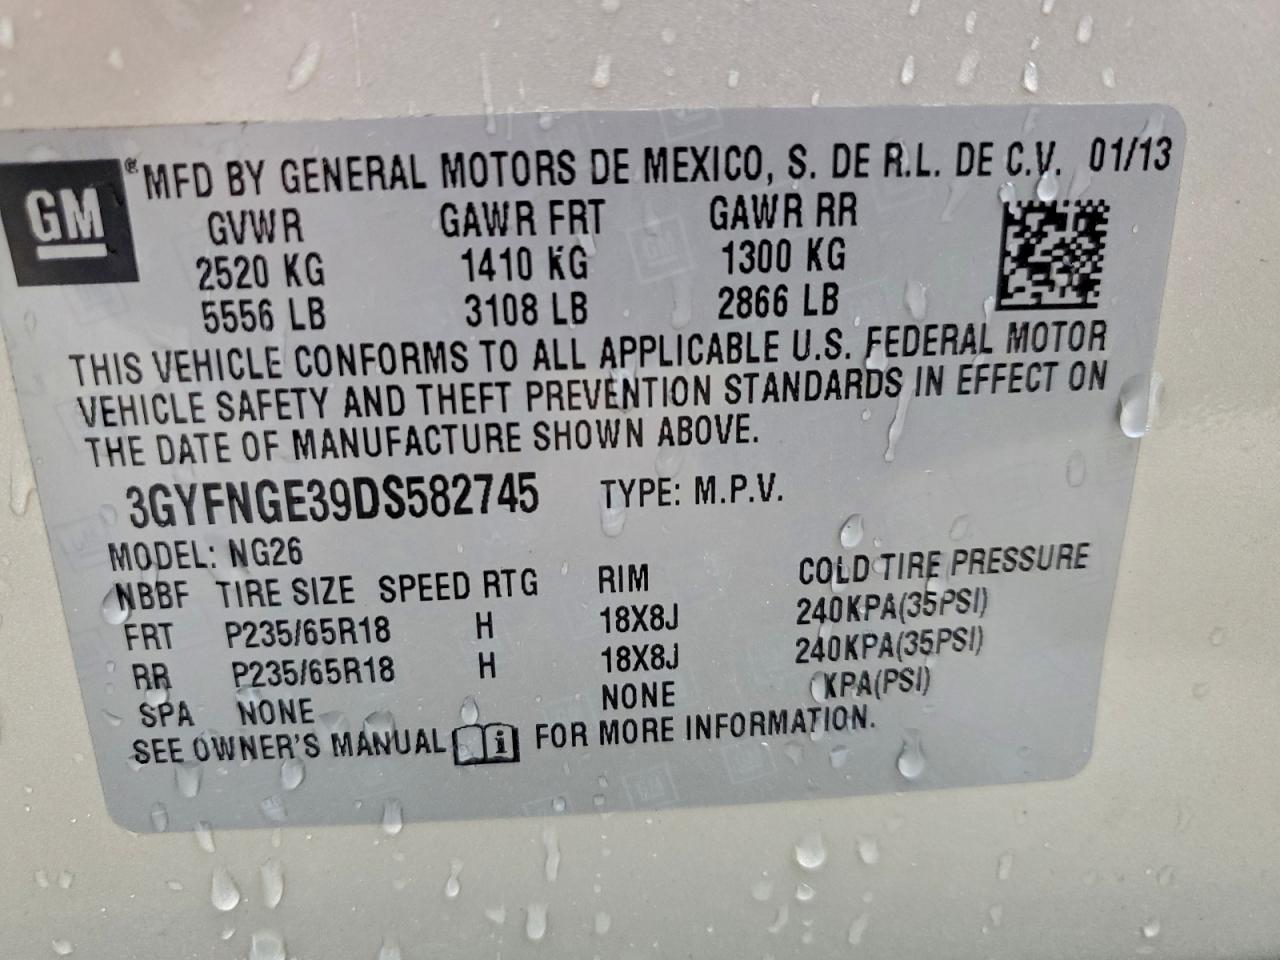 GM
® MFD BY GENERAL MOTORS DE MEXICO, S. DE R.L. DE C.V. 01/13
GVWR GAWR FRT GAWR RR
2520 KG 1410 KG 1300 KG
5556 LB 3108 LB 2866 LB
THIS VEHICLE CONFORMS TO ALL APPLICABLE U.S. FEDERAL MOTOR
VEHICLE SAFETY AND THEFT PREVENTION STANDARDS IN EFFECT ON
THE DATE OF MANUFACTURE SHOWN ABOVE.
3GYFNGE39DS582745 TYPE: M.P.V.
MODEL: NG26
NBBF TIRE SIZE SPEED RTG RIM COLD TIRE PRESSURE
FRT P235/65R18 H 18X8J 240KPA(35PSI)
RR P235/65R18 H 18X8J 240KPA(35PSI)
SPA NONE NONE KPA(PSI)
SEE OWNER'S MANUAL i FOR MORE INFORMATION.